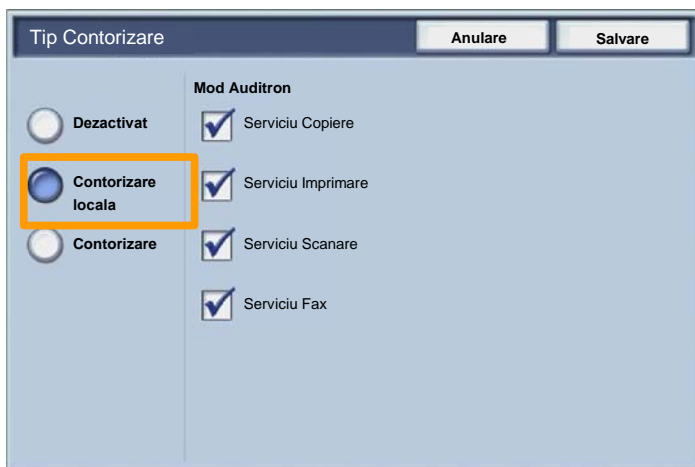 Tip Contorizare
Anulare
Salvare
Mod Auditron
Dezactivat
Contorizare
locala
Contorizare
Serviciu Copiere
Serviciu Imprimare
Serviciu Scanare
Serviciu Fax